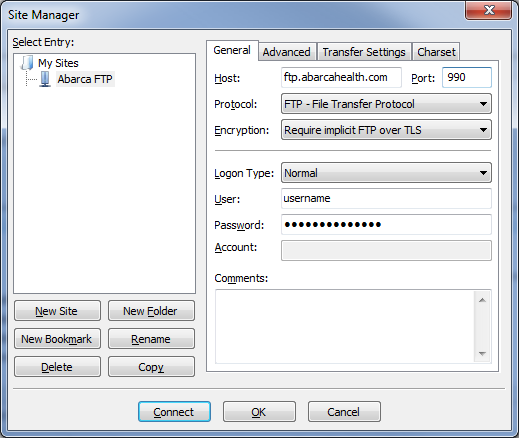 Site Manager
Select Entry:
My Sites
Abarca FTP
New Site
New Folder
New Bookmark
Rename
Delete
Copy
General
Advanced
Transfer Settings
Charset
Host:
ftp.abarcahealth.com
Port:
990
Protocol:
FTP - File Transfer Protocol
Encryption:
Require implicit FTP over TLS
Logon Type:
Normal
User:
username
Password:
●●●●●●●●●●●●●●
Account:
Comments:
Connect
OK
Cancel